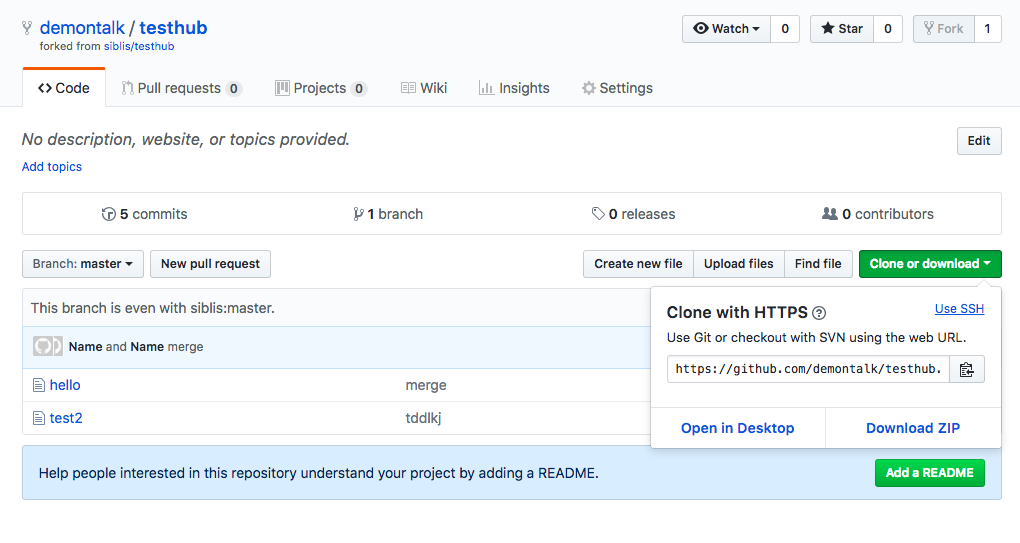 demontalk / testhub
forked from siblis/testhub
Watch 0
Star 0
Fork 1
Code
Pull requests 0
Projects 0
Wiki
Insights
Settings
No description, website, or topics provided.
Edit
Add topics
5 commits
1 branch
0 releases
0 contributors
Branch: master
New pull request
Create new file
Upload files
Find file
Clone or download
This branch is even with siblis:master.
Name and Name merge
hello merge
test2 tddlkj
Clone with HTTPS ?
Use SSH
Use Git or checkout with SVN using the web URL.
https://github.com/demontalk/testhub.
Open in Desktop
Download ZIP
Help people interested in this repository understand your project by adding a README.
Add a README